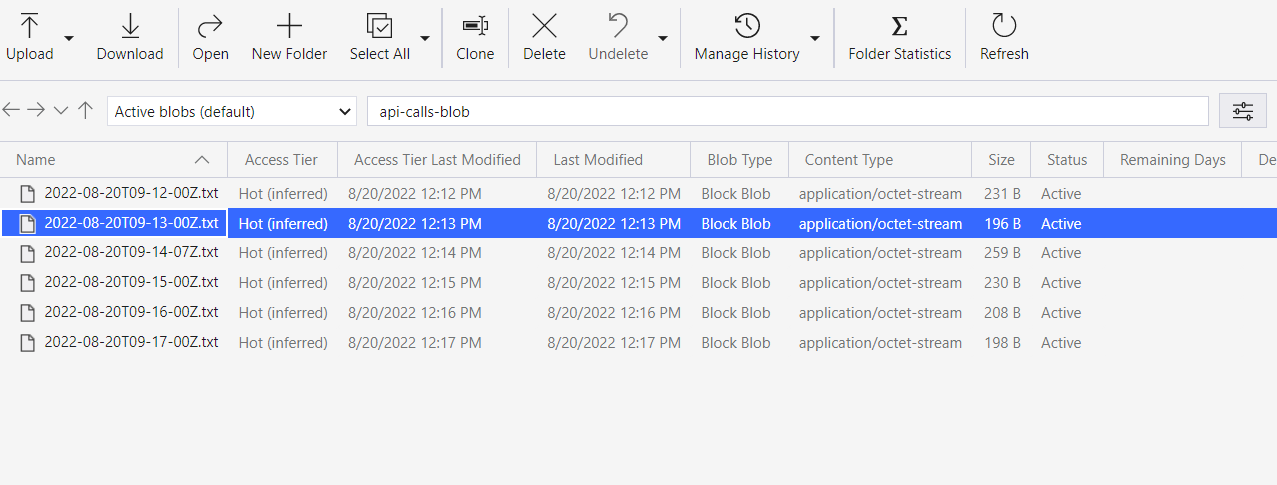 Upload Download Open New Folder Select All Clone Delete Undelete Manage History Σ Folder Statistics Refresh
Active blobs (default) api-calls-blob
Name Access Tier Access Tier Last Modified Last Modified Blob Type Content Type Size Status Remaining Days De
2022-08-20T09-12-00Z.txt Hot (inferred) 8/20/2022 12:12 PM 8/20/2022 12:12 PM Block Blob application/octet-stream 231 B Active
2022-08-20T09-13-00Z.txt Hot (inferred) 8/20/2022 12:13 PM 8/20/2022 12:13 PM Block Blob application/octet-stream 196 B Active
2022-08-20T09-14-07Z.txt Hot (inferred) 8/20/2022 12:14 PM 8/20/2022 12:14 PM Block Blob application/octet-stream 259 B Active
2022-08-20T09-15-00Z.txt Hot (inferred) 8/20/2022 12:15 PM 8/20/2022 12:15 PM Block Blob application/octet-stream 230 B Active
2022-08-20T09-16-00Z.txt Hot (inferred) 8/20/2022 12:16 PM 8/20/2022 12:16 PM Block Blob application/octet-stream 208 B Active
2022-08-20T09-17-00Z.txt Hot (inferred) 8/20/2022 12:17 PM 8/20/2022 12:17 PM Block Blob application/octet-stream 198 B Active